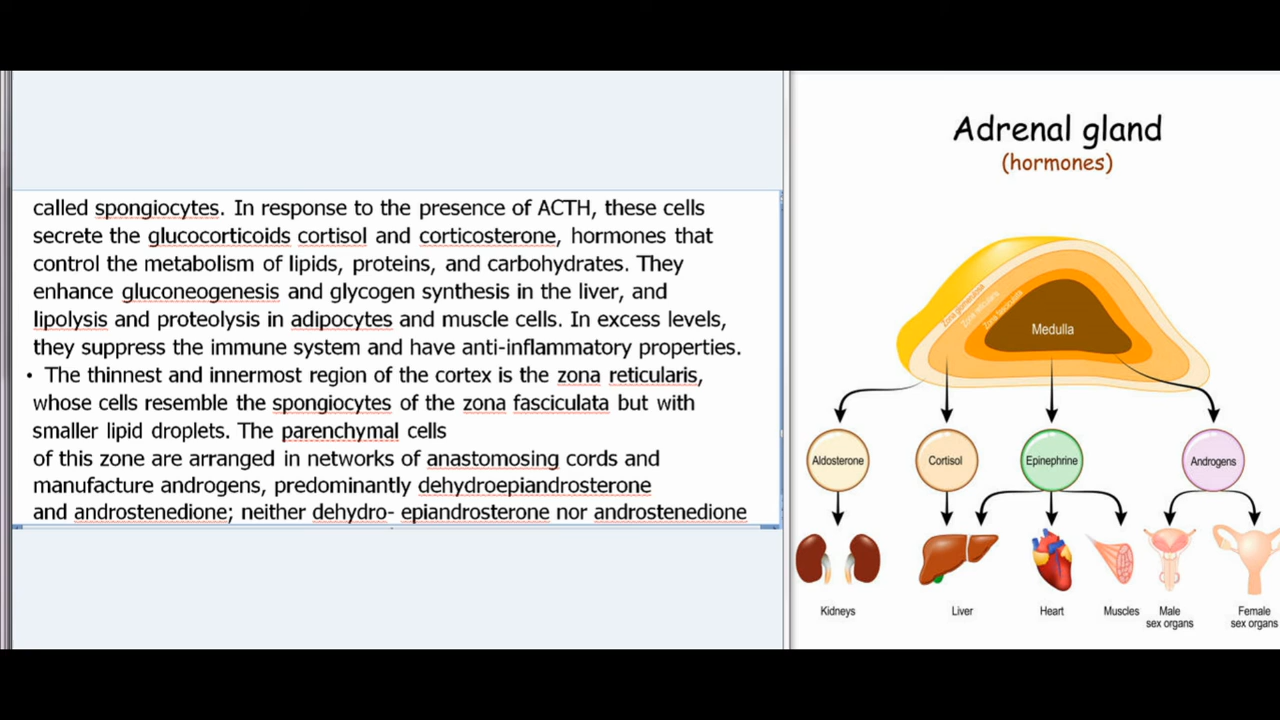 called spongiocytes. In response to the presence of ACTH, these cells
secrete the glucocorticoids cortisol and corticosterone, hormones that
control the metabolism of lipids, proteins, and carbohydrates. They
enhance gluconeogenesis and glycogen synthesis in the liver, and
lipolysis and proteolysis in adipocytes and muscle cells. In excess levels,
they suppress the immune system and have anti-inflammatory properties.
• The thinnest and innermost region of the cortex is the zona reticularis,
whose cells resemble the spongiocytes of the zona fasciculata but with
smaller lipid droplets. The parenchymal cells
of this zone are arranged in networks of anastomosing cords and
manufacture androgens, predominantly dehydroepiandrosterone
and androstenedione; neither dehydro- epiandrosterone nor androstenedione
Adrenal gland
(hormones)
Zona glomerulosa
Zona reticularis
Zona fasciculata
Medulla
Aldosterone
Cortisol
Epinephrine
Androgens
Kidneys
Liver
Heart
Muscles
Male
sex organs
Female
sex organs